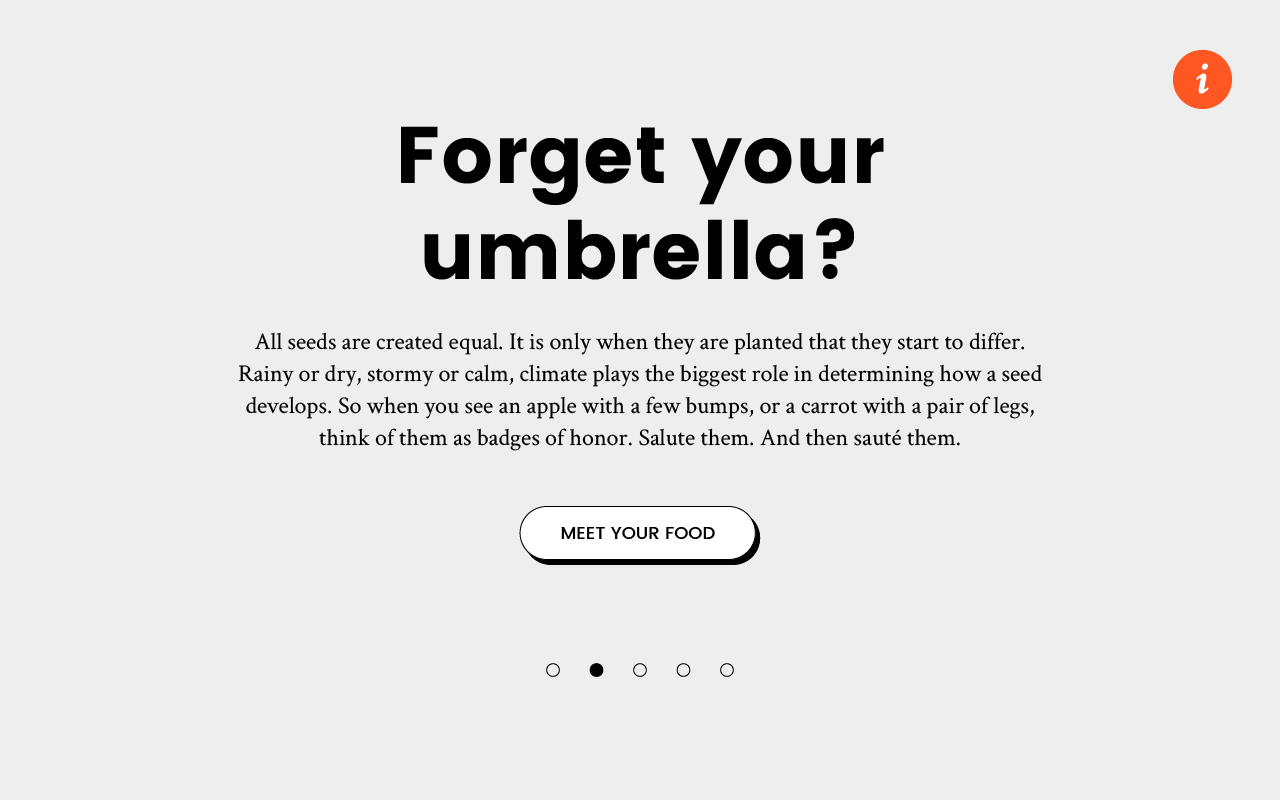 i
Forget your
umbrella?
All seeds are created equal. It is only when they are planted that they start to differ.
Rainy or dry, stormy or calm, climate plays the biggest role in determining how a seed
develops. So when you see an apple with a few bumps, or a carrot with a pair of legs,
think of them as badges of honor. Salute them. And then sauté them.
MEET YOUR FOOD